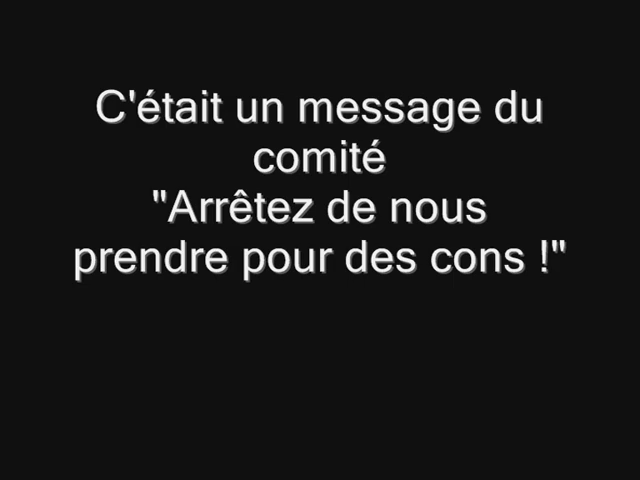 C'était un message du
comité
"Arrêtez de nous
prendre pour des cons !"